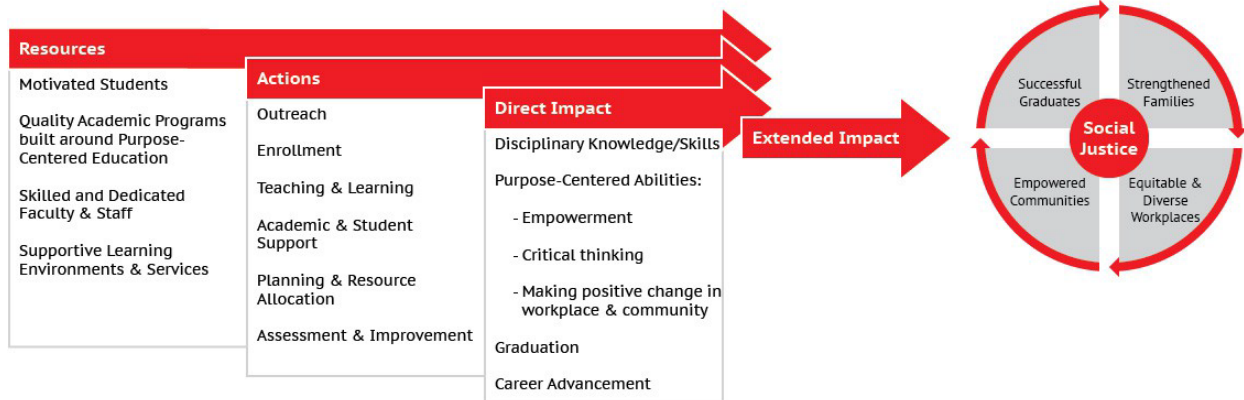 Resources
Motivated Students
Quality Academic Programs
built around Purpose-
Centered Education
Skilled and Dedicated
Faculty & Staff
Supportive Learning
Environments & Services
Actions
Outreach
Enrollment
Teaching & Learning
Academic & Student
Support
Planning & Resource
Allocation
Assessment & Improvement
Direct Impact
Disciplinary Knowledge/Skills
Purpose-Centered Abilities:
- Empowerment
- Critical thinking
- Making positive change in
workplace & community
Graduation
Career Advancement
Extended Impact
Successful
Graduates
Strengthened
Families
Social
Justice
Empowered
Communities
Equitable &
Diverse
Workplaces